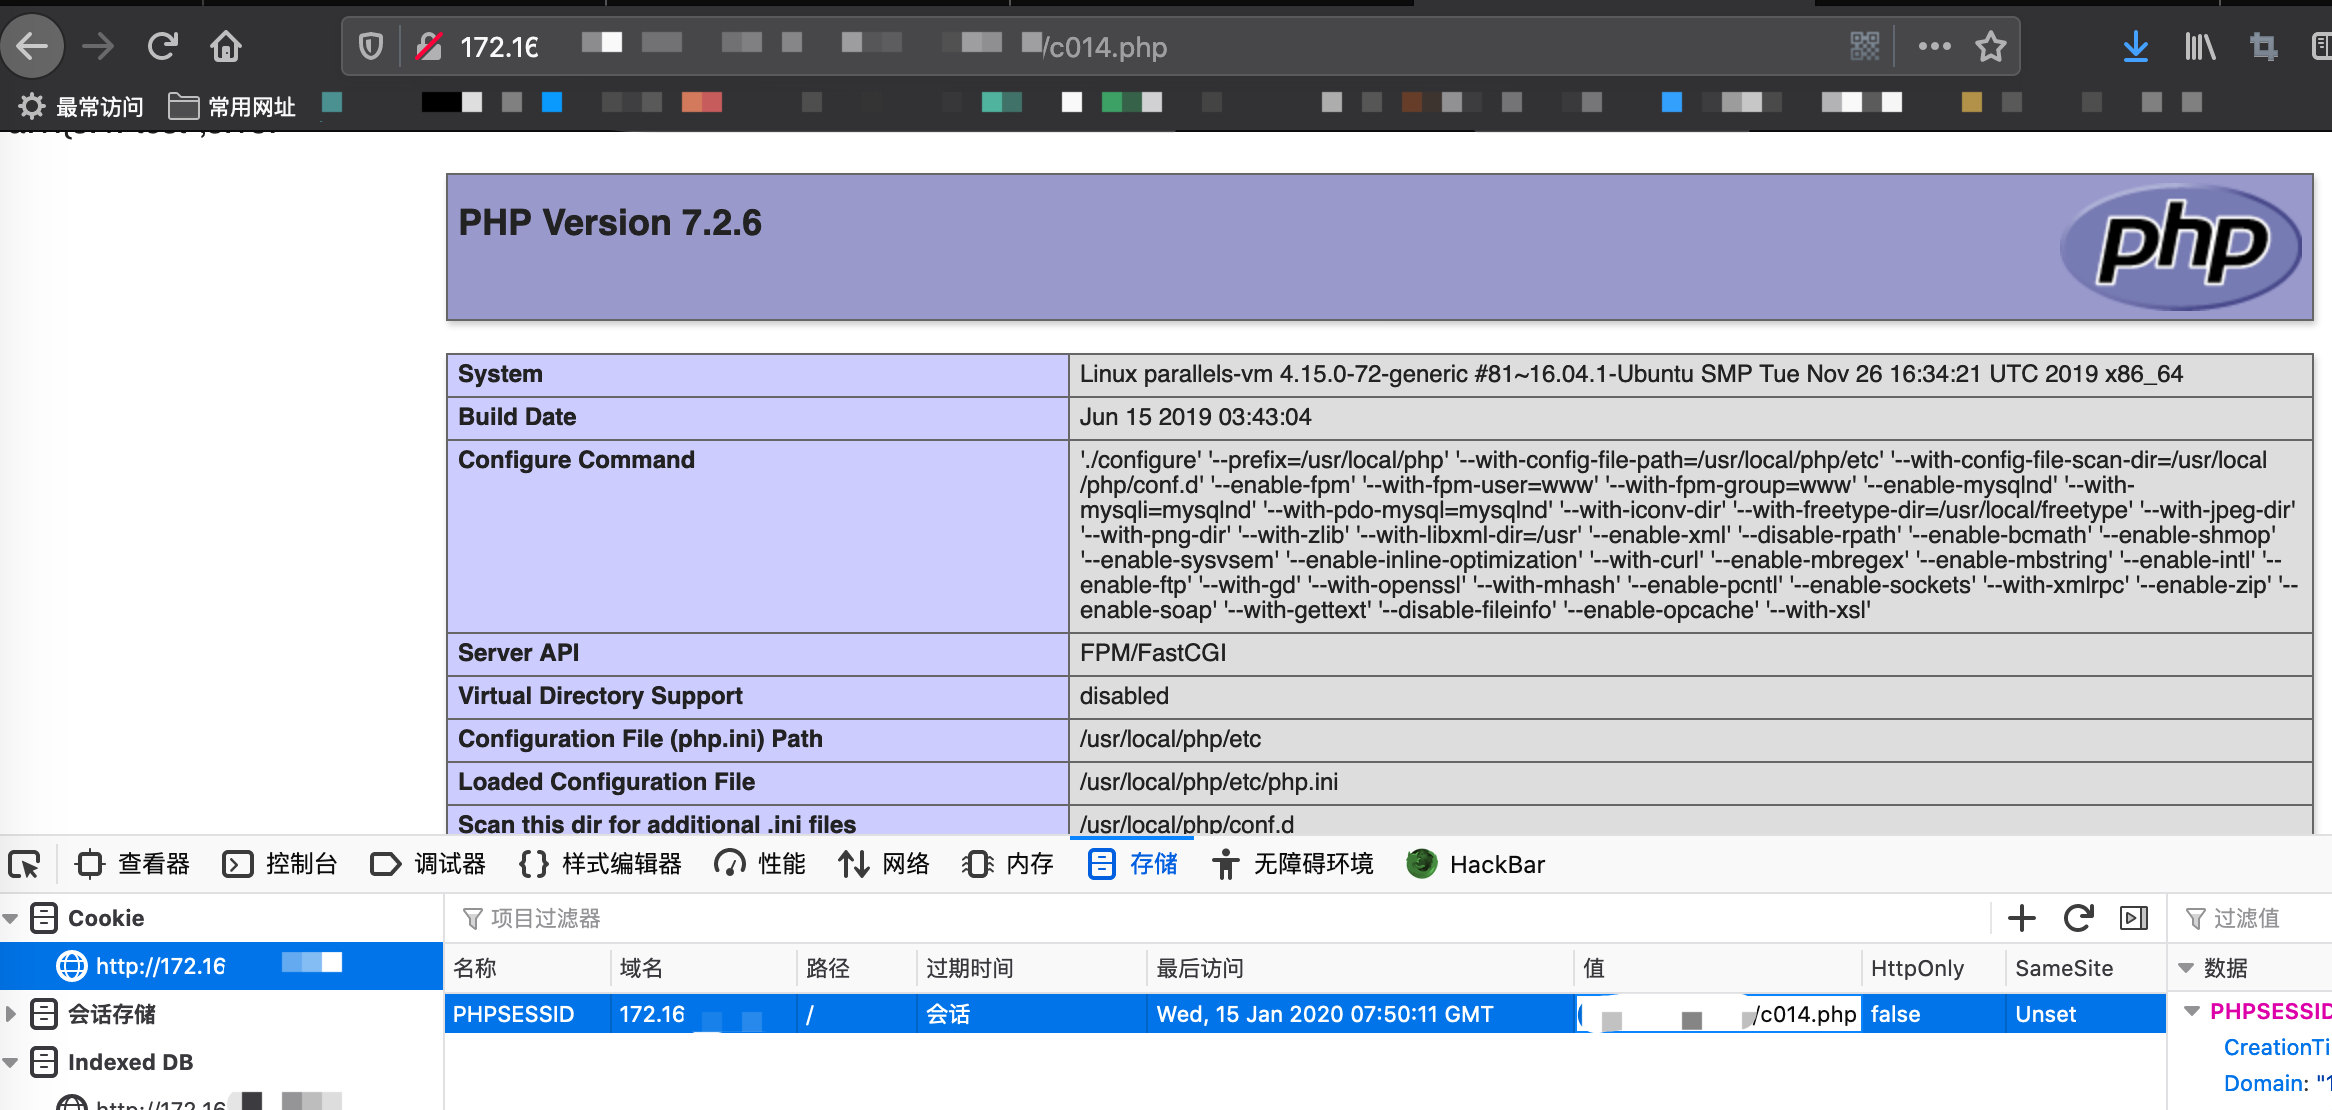 172.16
/c014.php
最常访问 常用网址
PHP Version 7.2.6
php
System Linux parallels-vm 4.15.0-72-generic #81~16.04.1-Ubuntu SMP Tue Nov 26 16:34:21 UTC 2019 x86_64
Build Date Jun 15 2019 03:43:04
Configure Command './configure' '--prefix=/usr/local/php' '--with-config-file-path=/usr/local/php/etc' '--with-config-file-scan-dir=/usr/local
/php/conf.d' '--enable-fpm' '--with-fpm-user=www' '--with-fpm-group=www' '--enable-mysqlnd' '--with-
mysqli=mysqlnd' '--with-pdo-mysql=mysqlnd' '--with-iconv-dir' '--with-freetype-dir=/usr/local/freetype' '--with-jpeg-dir'
'--with-png-dir' '--with-zlib' '--with-libxml-dir=/usr' '--enable-xml' '--disable-rpath' '--enable-bcmath' '--enable-shmop'
'--enable-sysvsem' '--enable-inline-optimization' '--with-curl' '--enable-mbregex' '--enable-mbstring' '--enable-intl' '--
enable-ftp' '--with-gd' '--with-openssl' '--with-mhash' '--enable-pcntl' '--enable-sockets' '--with-xmlrpc' '--enable-zip' '--
enable-soap' '--with-gettext' '--disable-fileinfo' '--enable-opcache' '--with-xsl'
Server API FPM/FastCGI
Virtual Directory Support disabled
Configuration File (php.ini) Path /usr/local/php/etc
Loaded Configuration File /usr/local/php/etc/php.ini
Scan this dir for additional .ini files /usr/local/php/conf.d
查看器 控制台 调试器 样式编辑器 性能 网络 内存 存储 无障碍环境 HackBar
Cookie 项目过滤器 过滤值
http://172.16 名称 域名 路径 过期时间 最后访问 值 HttpOnly SameSite 数据
会话存储 PHPSESSID 172.16 / 会话 Wed, 15 Jan 2020 07:50:11 GMT /c014.php false Unset PHPSESSID
CreationTi
Indexed DB
Domain: "1
http://172.16